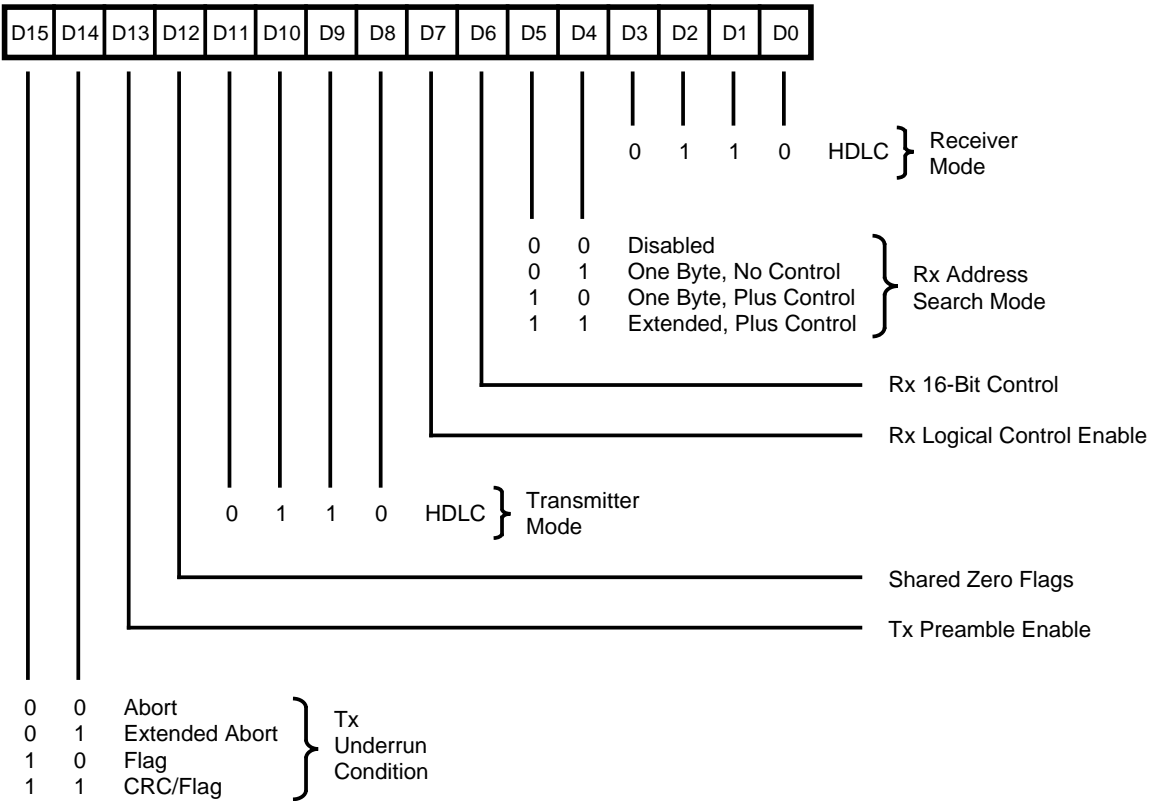 D15 D14 D13 D12 D11 D10 D9 D8 D7 D6 D5 D4 D3 D2 D1 D0
0 1 1 0 HDLC
Receiver
Mode
0 0 Disabled
0 1 One Byte, No Control
1 0 One Byte, Plus Control
1 1 Extended, Plus Control
Rx Address
Search Mode
Rx 16-Bit Control
Rx Logical Control Enable
0 1 1 0 HDLC
Transmitter
Mode
Shared Zero Flags
Tx Preamble Enable
0 0 Abort
0 1 Extended Abort
1 0 Flag
1 1 CRC/Flag
Tx
Underrun
Condition